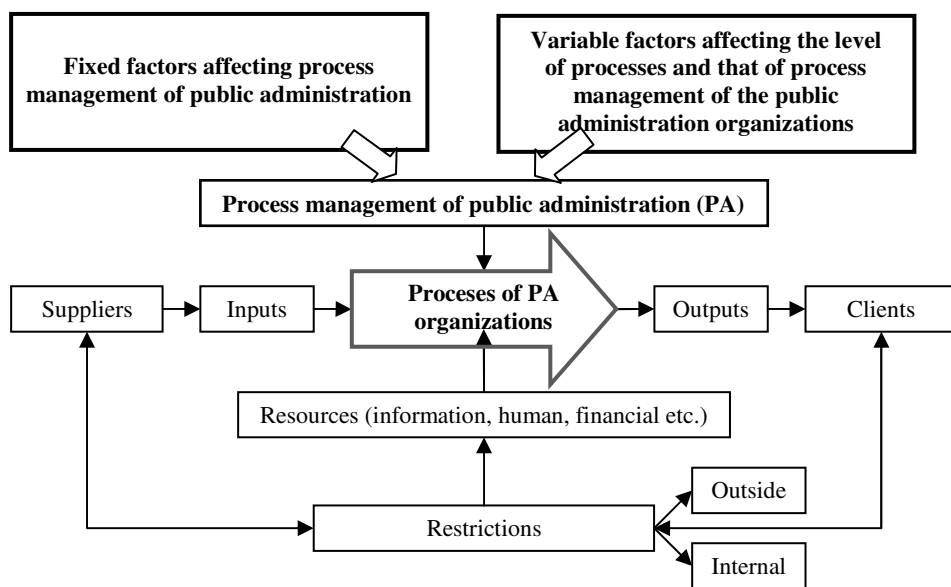 Fixed factors affecting process
management of public administration
Variable factors affecting the level
of processes and that of process
management of the public
administration organizations
Process management of public administration (PA)
Suppliers
Inputs
Proceses of PA
organizations
Outputs
Clients
Resources (information, human, financial etc.)
Restrictions
Outside
Internal